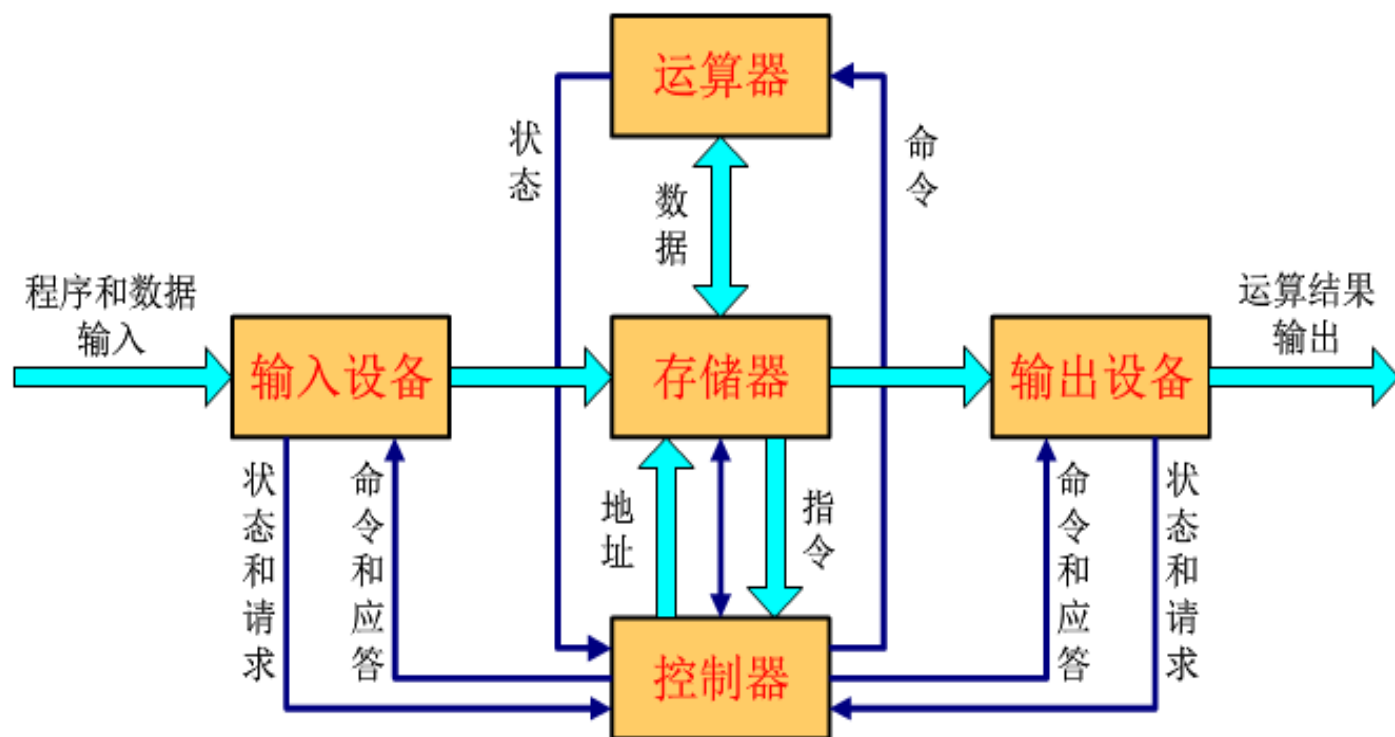 运算器
状态
命令
数据
程序和数据
输入
运算结果
输出
输入设备
存储器
输出设备
状态和请求
命令和应答
地址
指令
命令和应答
状态和请求
控制器